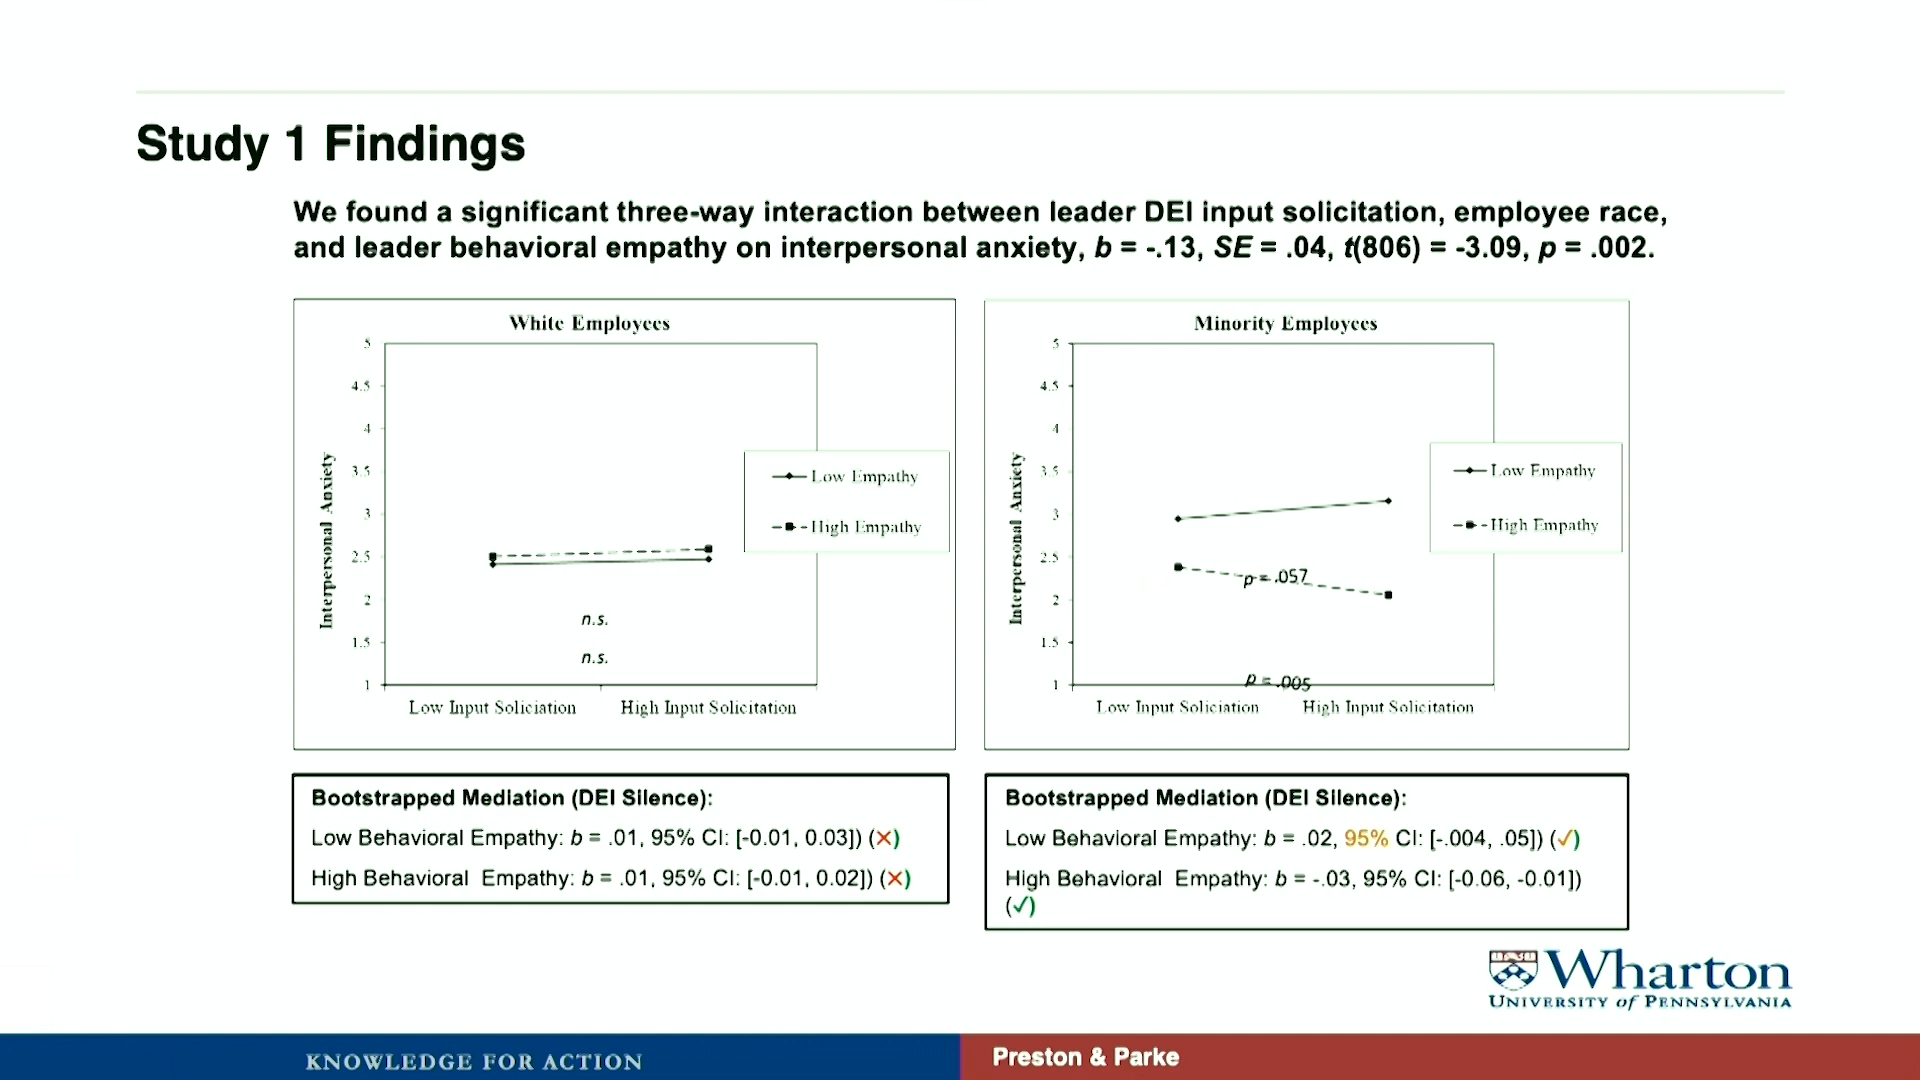 Study 1 Findings
We found a significant three-way interaction between leader DEI input solicitation, employee race,
and leader behavioral empathy on interpersonal anxiety, b = -.13, SE = .04, t(806) = -3.09, p = .002.
White Employees
5
4.5
4
3.5
3
2.5
2
1.5
1
Interpersonal Anxiety
Low Empathy
High Empathy
n.s.
n.s.
Low Input Soliciation
High Input Solicitation
Minority Employees
5
4.5
4
3.5
3
2.5
2
1.5
1
Interpersonal Anxiety
Low Empathy
High Empathy
p = .057
p = .005
Low Input Soliciation
High Input Solicitation
Bootstrapped Mediation (DEI Silence):
Low Behavioral Empathy: b = .01, 95% CI: [-0.01, 0.03]) (✕)
High Behavioral Empathy: b = .01, 95% CI: [-0.01, 0.02]) (✕)
Bootstrapped Mediation (DEI Silence):
Low Behavioral Empathy: b = .02, 95% CI: [-.004, .05]) (✓)
High Behavioral Empathy: b = -.03, 95% CI: [-0.06, -0.01])
(✓)
Wharton
UNIVERSITY of PENNSYLVANIA
KNOWLEDGE FOR ACTION
Preston & Parke